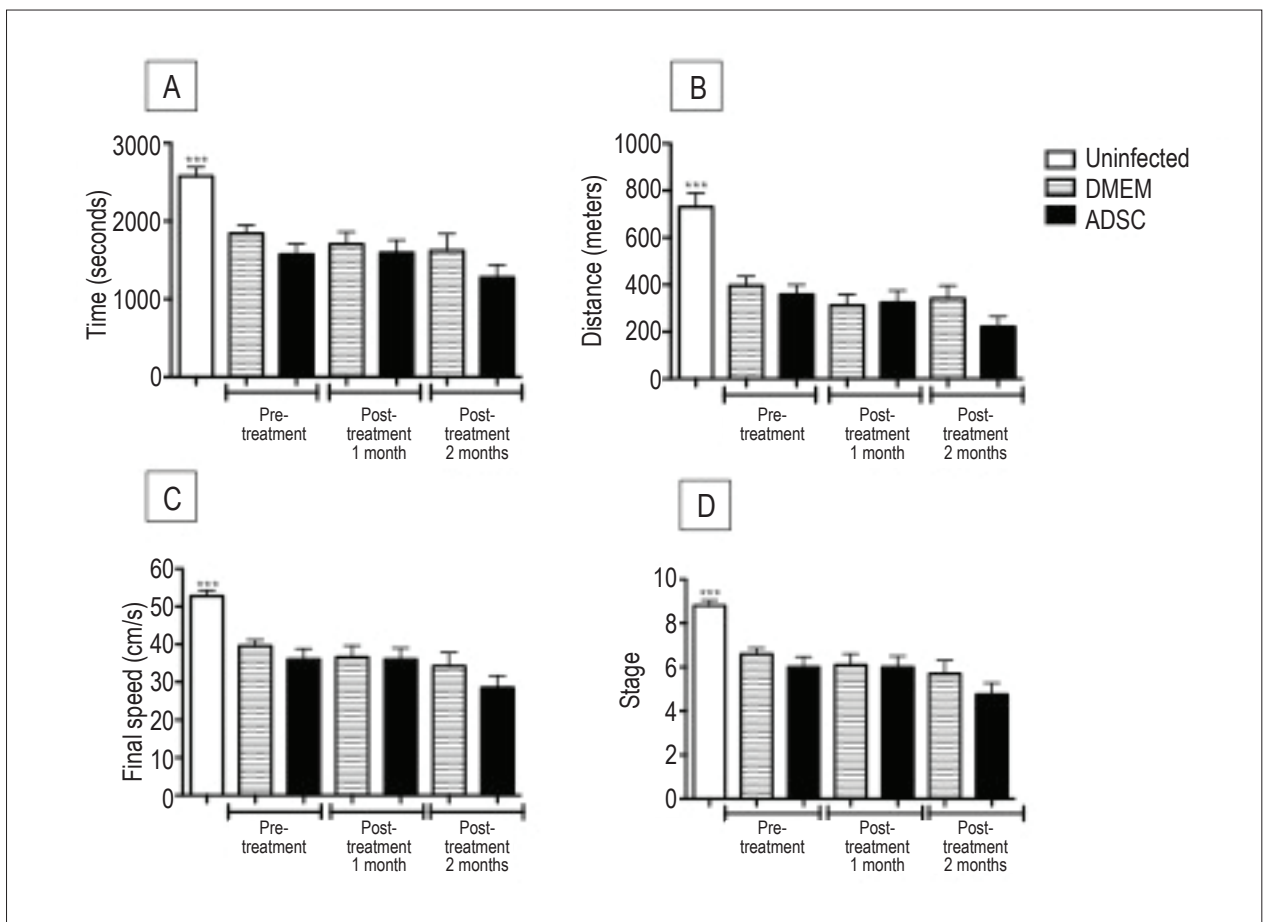 A
Time (seconds)
3000
2000
1000
0
***
Pre-
treatment
Post-
treatment
1 month
Post-
treatment
2 months
B
Distance (meters)
1000
800
600
400
200
0
***
Pre-
treatment
Post-
treatment
1 month
Post-
treatment
2 months
Uninfected
DMEM
ADSC
C
Final speed (cm/s)
60
50
40
30
20
10
0
***
Pre-
treatment
Post-
treatment
1 month
Post-
treatment
2 months
D
Stage
10
8
6
4
2
0
***
Pre-
treatment
Post-
treatment
1 month
Post-
treatment
2 months